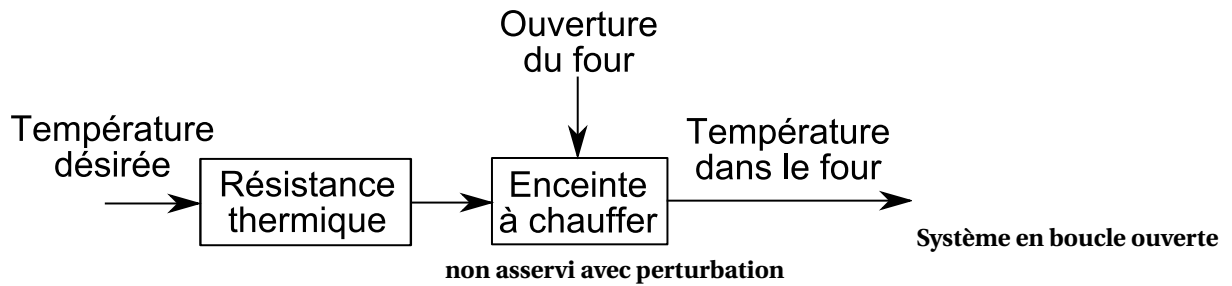 Ouverture
du four
Température
désirée
Résistance
thermique
Enceinte
à chauffer
Température
dans le four
Système en boucle ouverte
non asservi avec perturbation